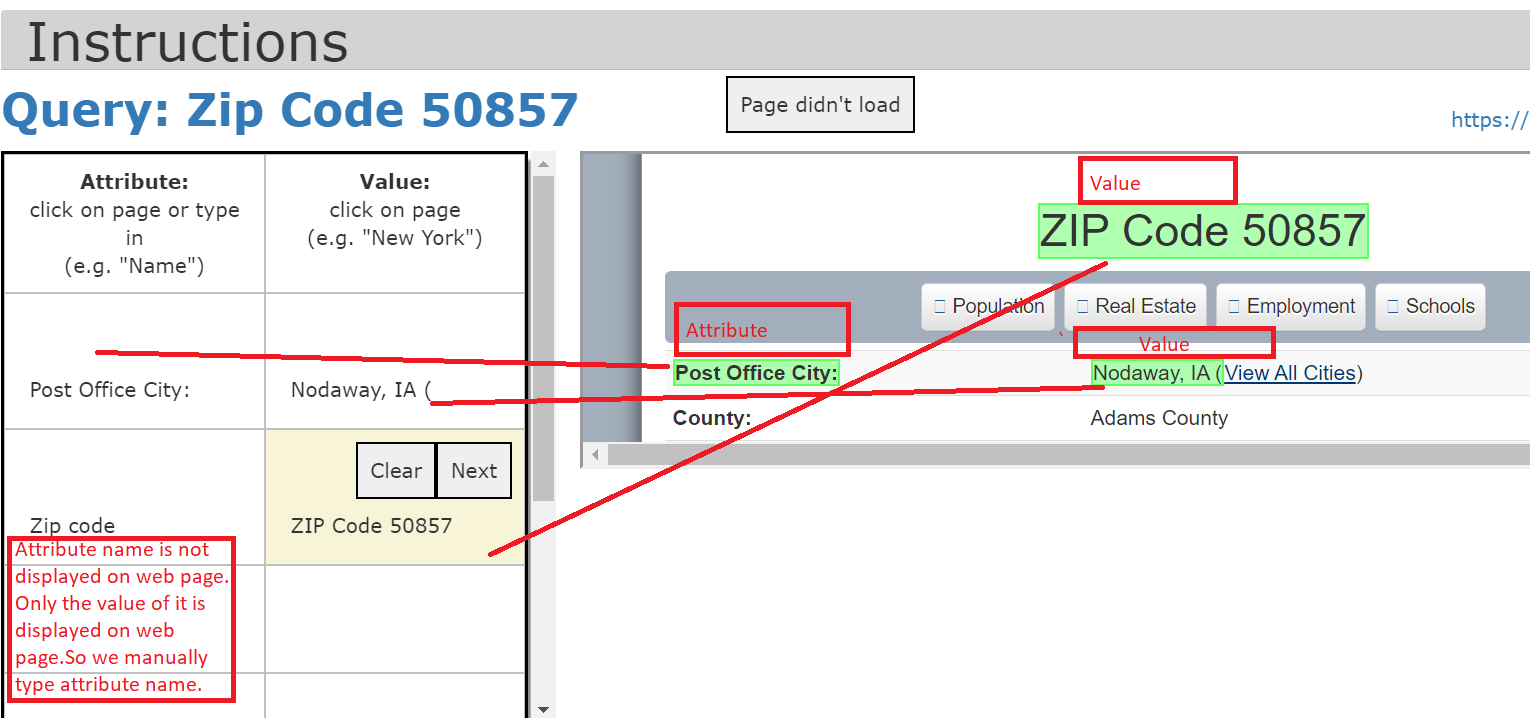 Instructions
Query: Zip Code 50857
Page didn't load
https://
Attribute:
click on page or type
in
(e.g. "Name")
Value:
click on page
(e.g. "New York")
Post Office City:
Nodaway, IA (
Clear
Next
Zip code
ZIP Code 50857
Attribute name is not
displayed on web page.
Only the value of it is
displayed on web
page.So we manually
type attribute name.
Value
ZIP Code 50857
Population
Real Estate
Employment
Schools
Attribute
` Value
Post Office City:
Nodaway, IA (View All Cities)
County:
Adams County